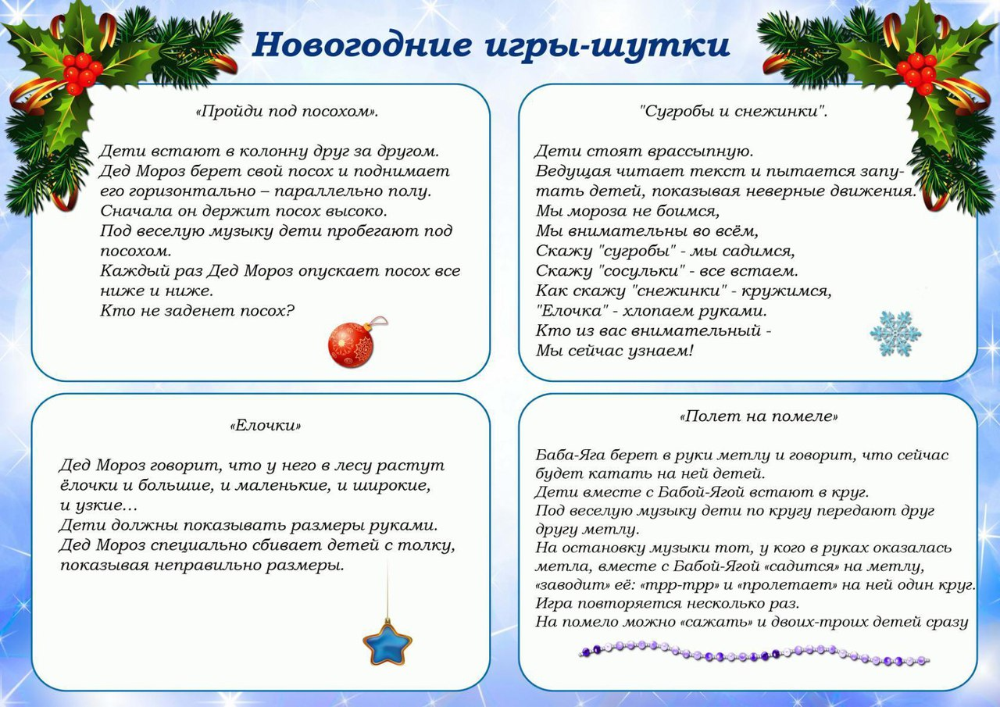 Новогодние игры-шутки
«Пройди под посохом».
Дети встают в колонну друг за другом.
Дед Мороз берет свой посох и поднимает
его горизонтально – параллельно полу.
Сначала он держит посох высоко.
Под веселую музыку дети пробегают под
посохом.
Каждый раз Дед Мороз опускает посох все
ниже и ниже.
Кто не заденет посох?
"Сугробы и снежинки".
Дети стоят врассыпную.
Ведущая читает текст и пытается запу-
тать детей, показывая неверные движения.
Мы мороза не боимся,
Мы внимательны во всём,
Скажу "сугробы" - мы садимся,
Скажу "сосульки" - все встаем.
Как скажу "снежинки" - кружимся,
"Елочка" - хлопаем руками.
Кто из вас внимательный -
Мы сейчас узнаем!
«Елочки»
Дед Мороз говорит, что у него в лесу растут
ёлочки и большие, и маленькие, и широкие,
и узкие…
Дети должны показывать размеры руками.
Дед Мороз специально сбивает детей с толку,
показывая неправильно размеры.
«Полет на помеле»
Баба-Яга берет в руки метлу и говорит, что сейчас
будет катать на ней детей.
Дети вместе с Бабой-Ягой встают в круг.
Под веселую музыку дети по кругу передают друг
другу метлу.
На остановку музыки тот, у кого в руках оказалась
метла, вместе с Бабой-Ягой «садится» на метлу,
«заводит» её: «трр-трр» и «пролетает» на ней один круг.
Игра повторяется несколько раз.
На помело можно «сажать» и двоих-троих детей сразу